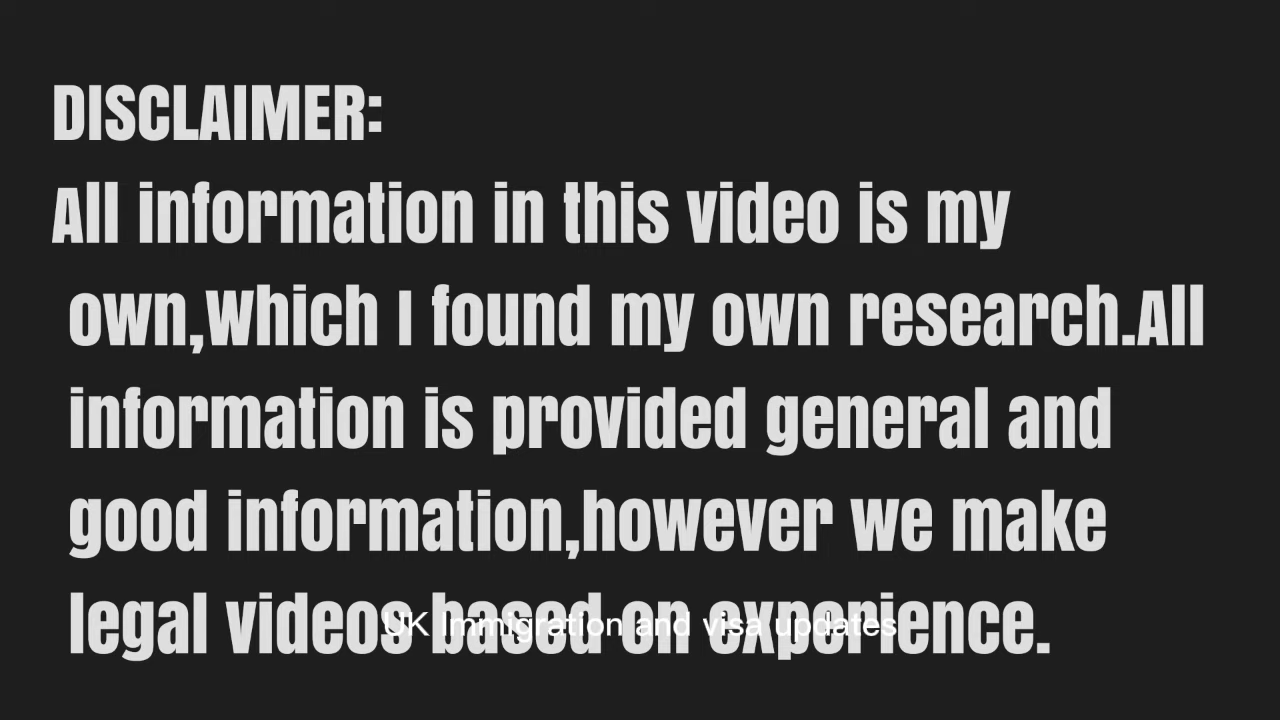 DISCLAIMER:
All information in this video is my
own,Which I found my own research.All
information is provided general and
good information,however we make
legal videos based on experience.
UK Immigration and visa updates